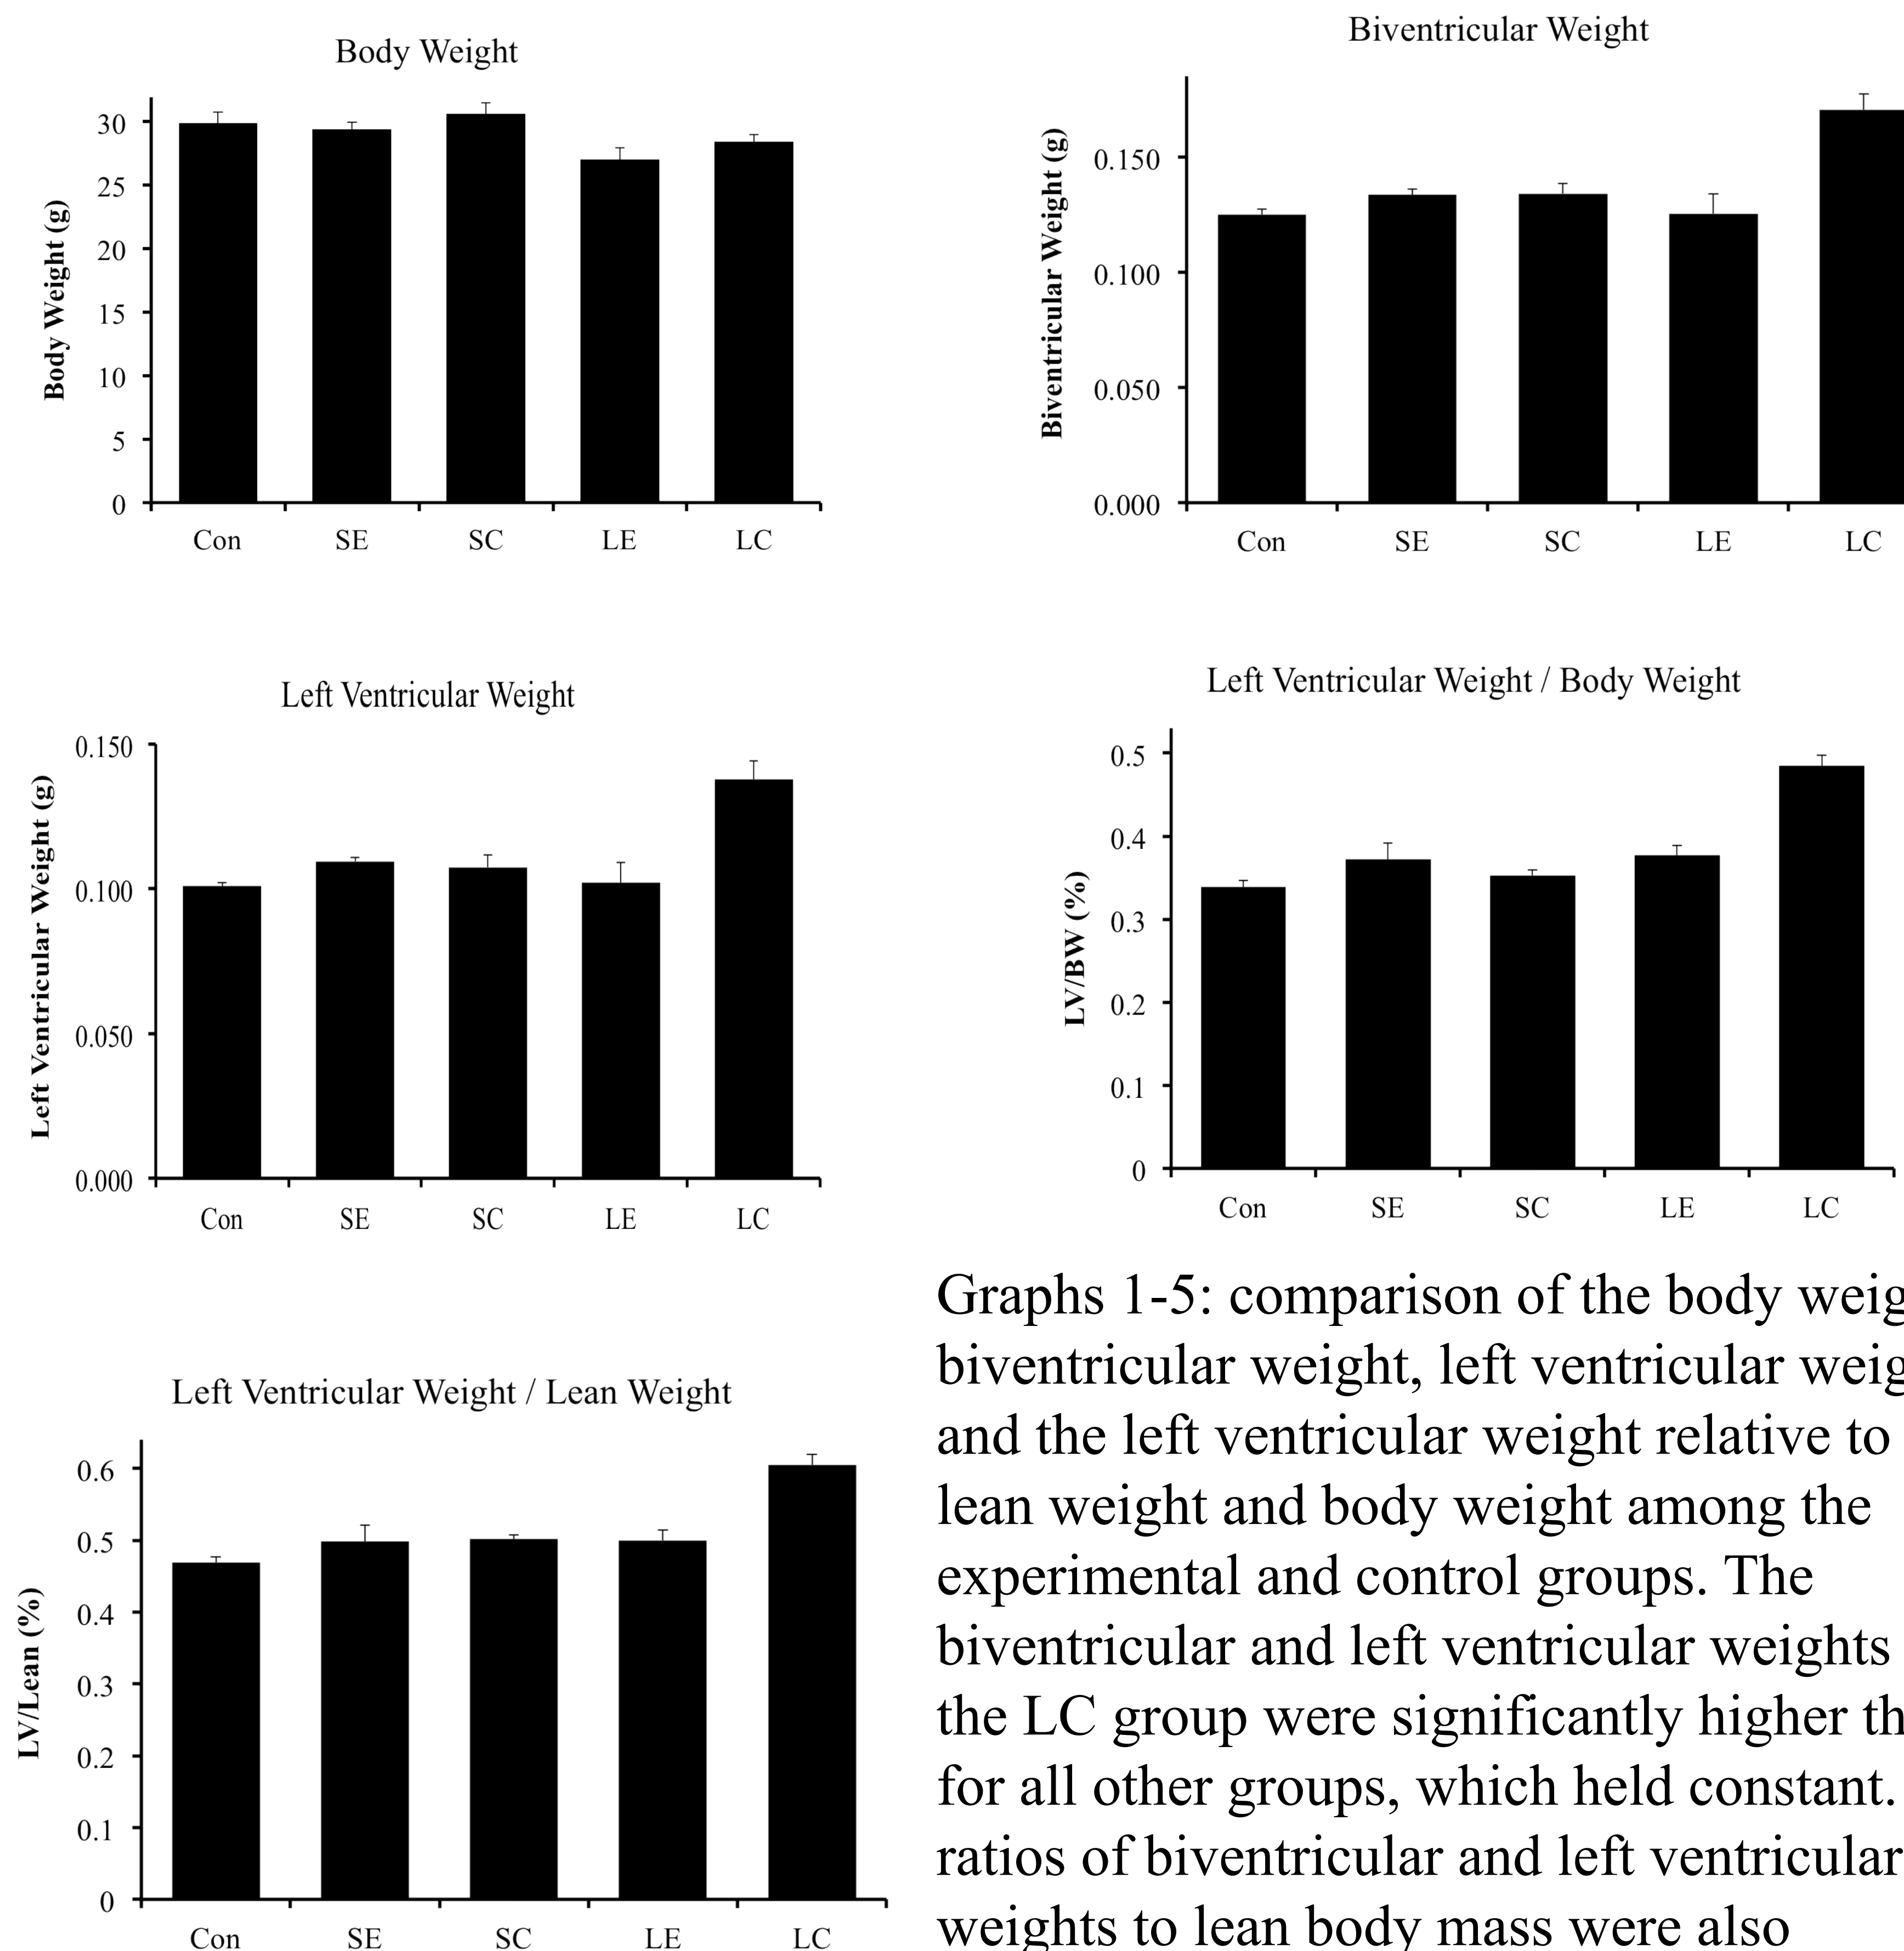 Body Weight
Body Weight (g)
30
25
20
15
10
5
0
Con SE SC LE LC
Biventricular Weight
Biventricular Weight (g)
0.150
0.100
0.050
0.000
Con SE SC LE LC
Left Ventricular Weight
Left Ventricular Weight (g)
0.150
0.100
0.050
0.000
Con SE SC LE LC
Left Ventricular Weight / Body Weight
LV/BW (%)
0.5
0.4
0.3
0.2
0.1
0
Con SE SC LE LC
Left Ventricular Weight / Lean Weight
LV/Lean (%)
0.6
0.5
0.4
0.3
0.2
0.1
0
Con SE SC LE LC
Graphs 1-5: comparison of the body
biventricular weight, left ventricular
and the left ventricular weight relative to
lean weight and body weight among the
experimental and control groups. The
biventricular and left ventricular weights
the LC group were significantly higher
for all other groups, which held constant.
ratios of biventricular and left ventricular
weights to lean body mass were also